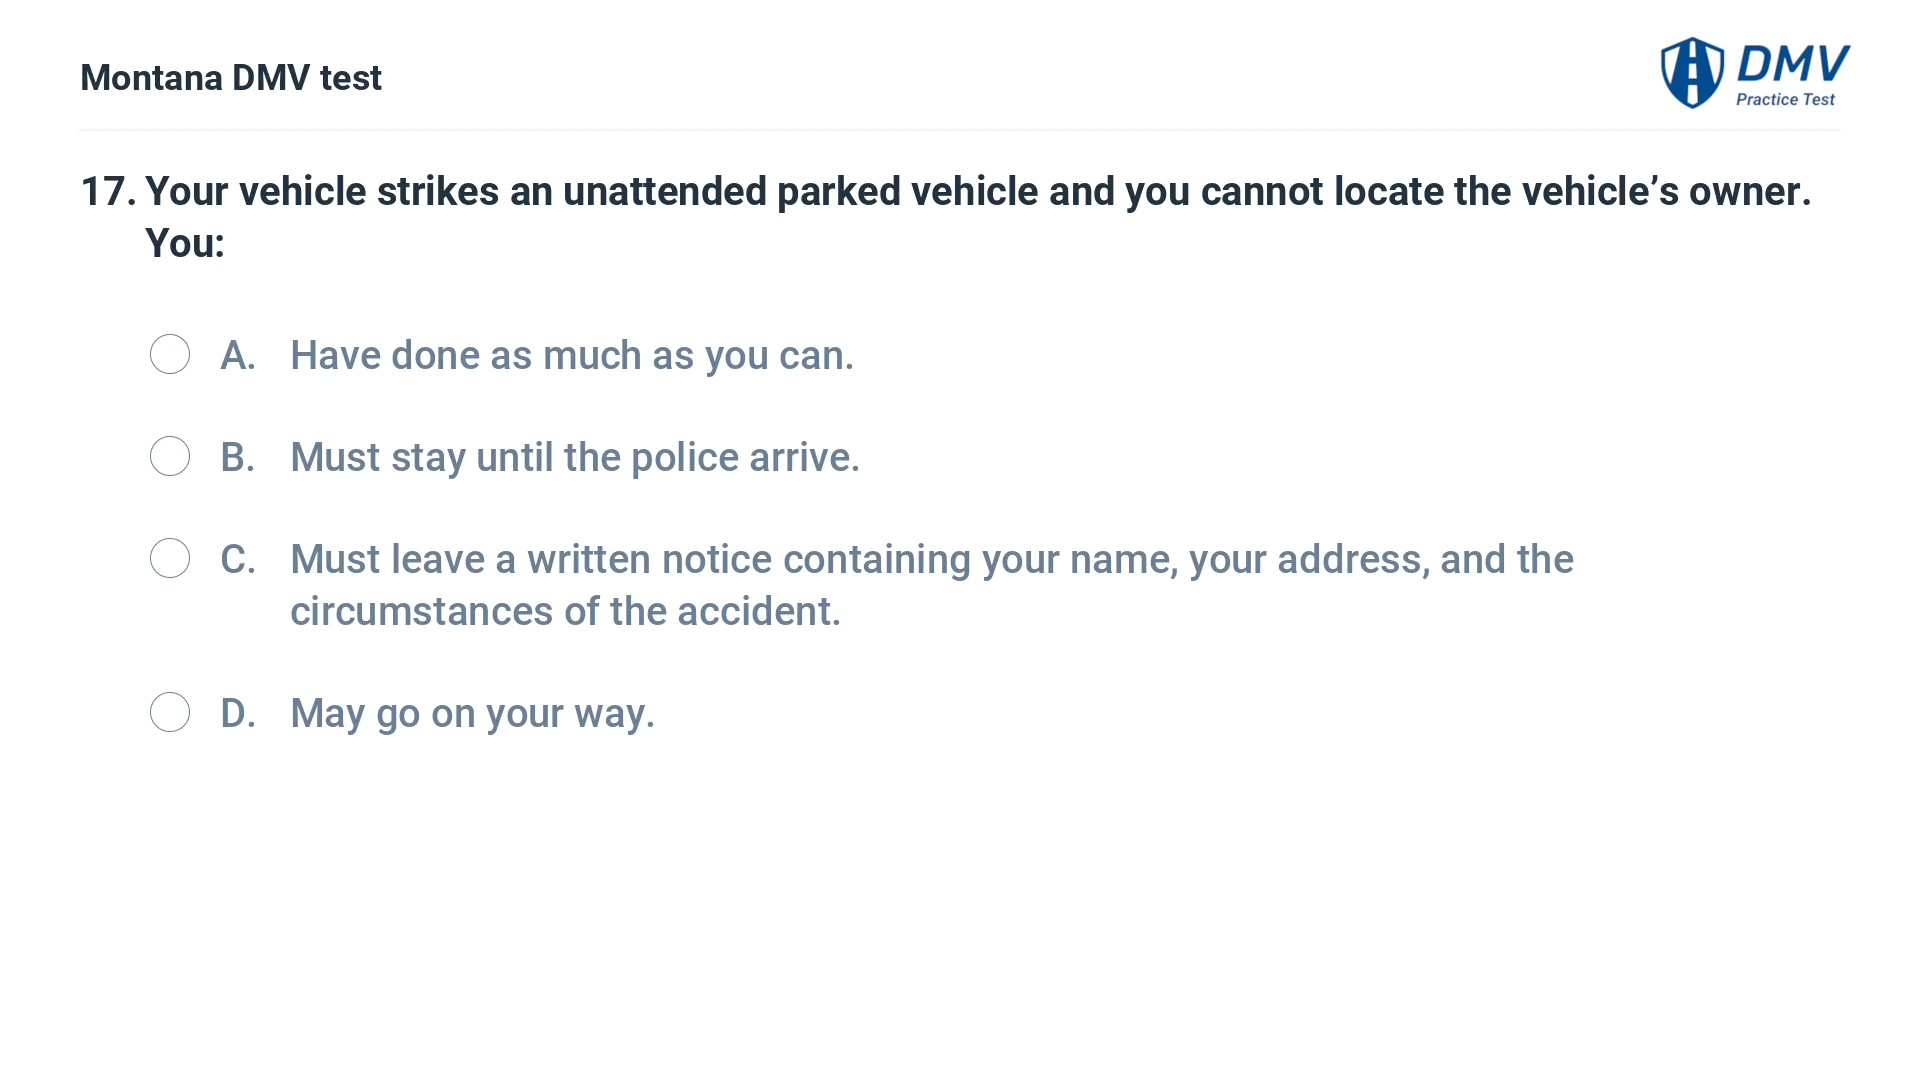 Montana DMV test
DMV
Practice Test
17. Your vehicle strikes an unattended parked vehicle and you cannot locate the vehicle’s owner.
You:
A. Have done as much as you can.
B. Must stay until the police arrive.
C. Must leave a written notice containing your name, your address, and the
circumstances of the accident.
D. May go on your way.